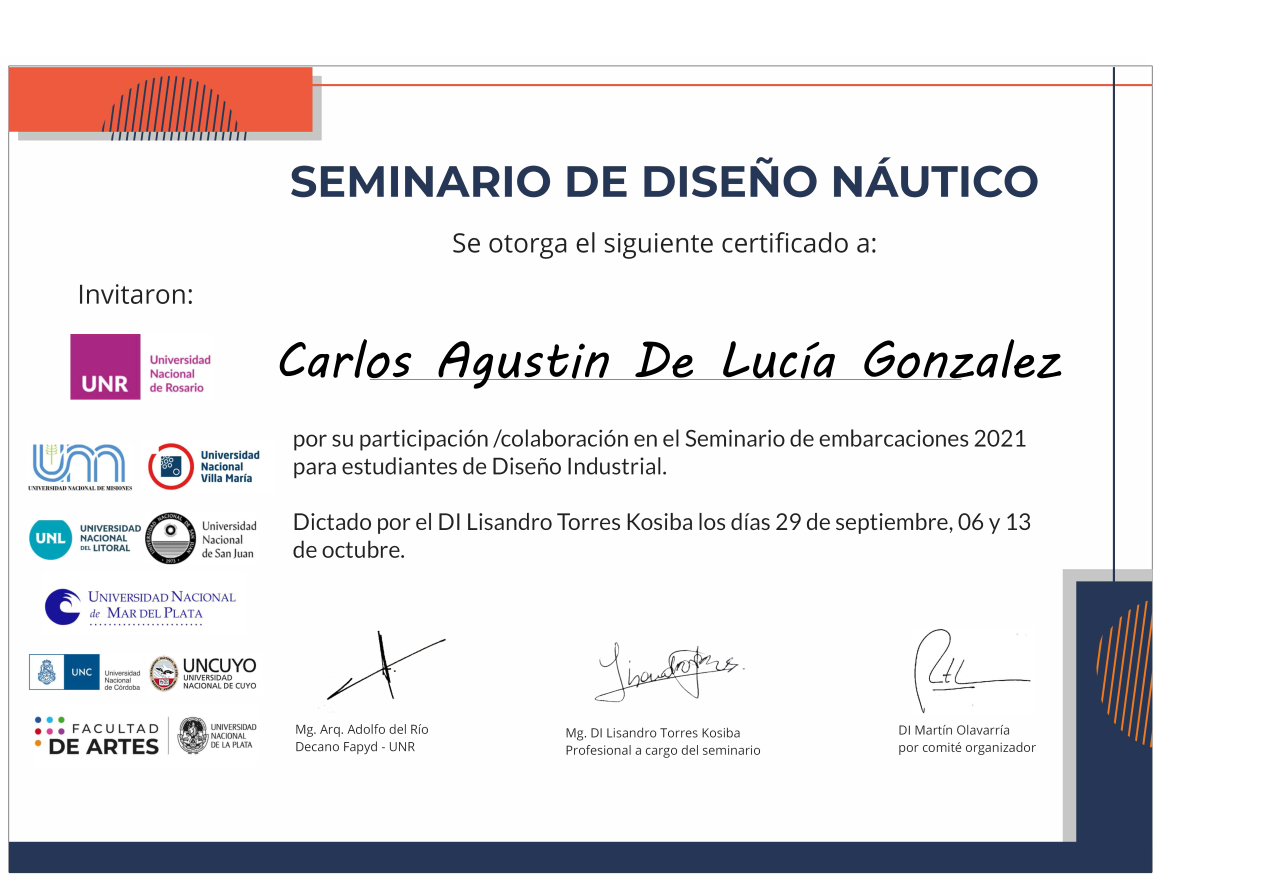 SEMINARIO DE DISEÑO NÁUTICO
Se otorga el siguiente certificado a:
Invitaron:
Carlos Agustin De Lucía Gonzalez
UNR
Universidad
Nacional
de Rosario
por su participación /colaboración en el Seminario de embarcaciones 2021
para estudiantes de Diseño Industrial.
Dictado por el DI Lisandro Torres Kosiba los días 29 de septiembre, 06 y 13
de octubre.
UNIVERSIDAD NACIONAL DE MISIONES
Universidad
Nacional
Villa María
UNL
UNIVERSIDAD
NACIONAL
DEL LITORAL
Universidad
Nacional
de San Juan
UNIVERSIDAD NACIONAL
de MAR DEL PLATA
UNC
Universidad
Nacional
de Córdoba
UNCUYO
UNIVERSIDAD
NACIONAL DE CUYO
FACULTAD
DE ARTES
UNIVERSIDAD
NACIONAL
DE LA PLATA
Mg. Arq. Adolfo del Río
Decano Fapyd - UNR
Mg. DI Lisandro Torres Kosiba
Profesional a cargo del seminario
DI Martín Olavarría
por comité organizador